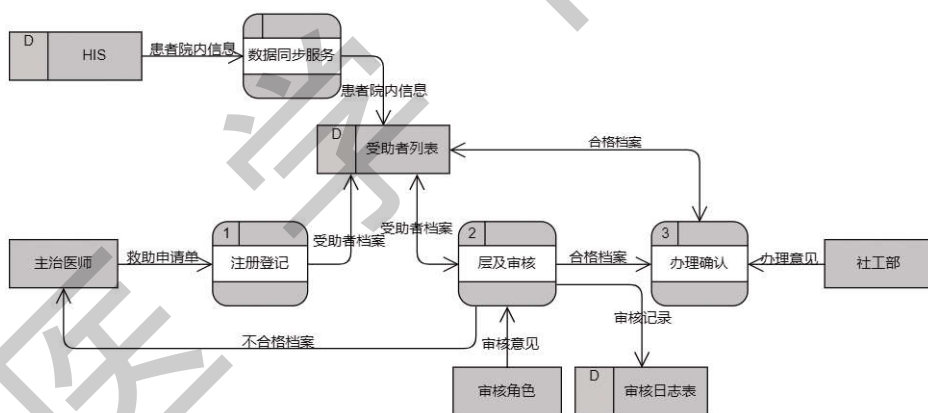 D
HIS
患者院内信息
数据同步服务
患者院内信息
D
受助者列表
合格档案
主治医师
救助申请单
1
注册登记
受助者档案
受助者档案
2
层及审核
合格档案
3
办理确认
办理意见
社工部
不合格档案
审核意见
审核记录
审核角色
D
审核日志表
医学